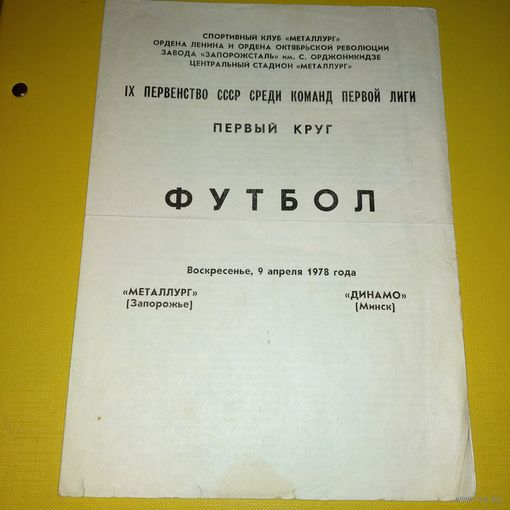 СПОРТИВНЫЙ КЛУБ «МЕТАЛЛУРГ»
ОРДЕНА ЛЕНИНА И ОРДЕНА ОКТЯБРЬСКОЙ РЕВОЛЮЦИИ
ЗАВОДА «ЗАПОРОЖСТАЛЬ» им. С. ОРДЖОНИКИДЗЕ
ЦЕНТРАЛЬНЫЙ СТАДИОН «МЕТАЛЛУРГ»
IX ПЕРВЕНСТВО СССР СРЕДИ КОМАНД ПЕРВОЙ ЛИГИ
ПЕРВЫЙ КРУГ
ФУТБОЛ
Воскресенье, 9 апреля 1978 года
«МЕТАЛЛУРГ» «ДИНАМО»
(Запорожье) (Минск)